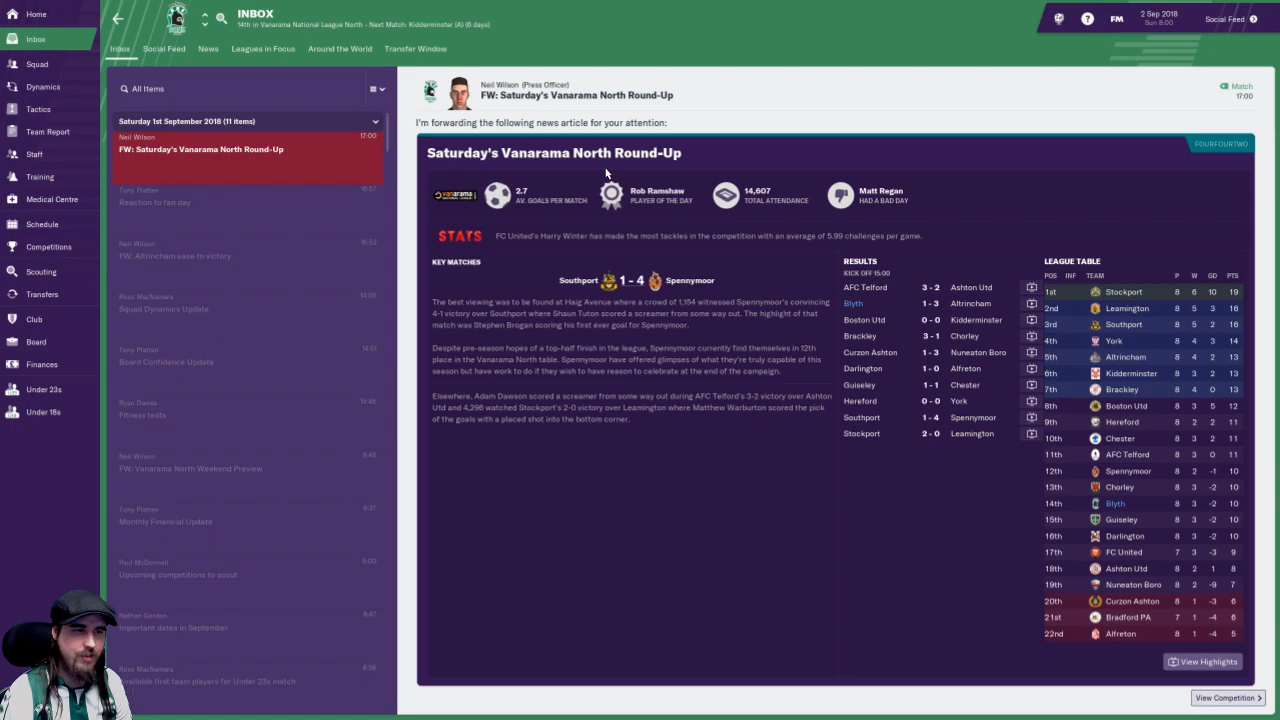 Home
Inbox
Squad
Dynamics
Tactics
Team Report
Staff
Training
Medical Centre
Schedule
Competitions
Scouting
Transfers
Club
Board
Finances
Under 23s
Under 18s
INBOX
14th in Vanarama National League North - Next Match: Kidderminster (A) (6 days)
FM
2 Sep 2018
Sun 8:00
Social Feed
Inbox
Social Feed
News
Leagues in Focus
Around the World
Transfer Window
All Items
Saturday 1st September 2018 (11 items)
Neil Wilson 17:00
FW: Saturday's Vanarama North Round-Up
Tony Platten 16:57
Reaction to fan day
Neil Wilson 16:53
FW: Altrincham ease to victory
Ross MacNamara
Squad Dynamics Update
Tony Platten 14:51
Board Confidence Update
Ryan Davies 14:46
Fitness tests
Neil Wilson 9:48
FW: Vanarama North Weekend Preview
Tony Platten 9:37
Monthly Financial Update
Paul McDonnell 9:00
Upcoming competitions to scout
Nathan Gordon 8:47
Important dates in September
Ross MacNamara 8:56
Available first team players for Under 23s match
Neil Wilson (Press Officer)
FW: Saturday's Vanarama North Round-Up
Match
17:00
I'm forwarding the following news article for your attention:
FOURFOURTWO
Saturday's Vanarama North Round-Up
vanarama
2.7
AV. GOALS PER MATCH
Rob Ramshaw
PLAYER OF THE DAY
14,607
TOTAL ATTENDANCE
Matt Regan
HAD A BAD DAY
STATS FC United's Harry Winter has made the most tackles in the competition with an average of 5.99 challenges per game.
KEY MATCHES
Southport 1 - 4 Spennymoor
The best viewing was to be found at Haig Avenue where a crowd of 1,154 witnessed Spennymoor's convincing
4-1 victory over Southport where Shaun Tuton scored a screamer from some way out. The highlight of that
match was Stephen Brogan scoring his first ever goal for Spennymoor.
Despite pre-season hopes of a top-half finish in the league, Spennymoor currently find themselves in 12th
place in the Vanarama North table. Spennymoor have offered glimpses of what they're truly capable of this
season but have work to do if they wish to have reason to celebrate at the end of the campaign.
Elsewhere, Adam Dawson scored a screamer from some way out during AFC Telford's 3-2 victory over Ashton
Utd and 4,296 watched Stockport's 2-0 victory over Leamington where Matthew Warburton scored the pick
of the goals with a placed shot into the bottom corner.
RESULTS
KICK OFF 15:00
AFC Telford 3 - 2 Ashton Utd
Blyth 1 - 3 Altrincham
Boston Utd 0 - 0 Kidderminster
Brackley 3 - 1 Chorley
Curzon Ashton 1 - 3 Nuneaton Boro
Darlington 1 - 0 Alfreton
Guiseley 1 - 1 Chester
Hereford 0 - 0 York
Southport 1 - 4 Spennymoor
Stockport 2 - 0 Leamington
LEAGUE TABLE
POS INF TEAM P W GD PTS
1st Stockport 8 6 10 19
2nd Leamington 8 5 3 16
3rd Southport 8 5 2 16
4th York 8 4 3 14
5th Altrincham 8 4 2 13
6th Kidderminster 8 3 2 13
7th Brackley 8 4 0 13
8th Boston Utd 8 3 5 12
9th Hereford 8 2 2 11
10th Chester 8 3 2 11
11th AFC Telford 8 3 0 11
12th Spennymoor 8 2 -1 10
13th Chorley 8 3 -2 10
14th Blyth 8 3 -2 10
15th Guiseley 8 3 -2 10
16th Darlington 8 3 -2 10
17th FC United 7 3 -3 9
18th Ashton Utd 8 2 1 8
19th Nuneaton Boro 8 2 -9 7
20th Curzon Ashton 8 1 -3 6
21st Bradford PA 7 1 -4 6
22nd Alfreton 8 1 -4 5
View Highlights
View Competition >